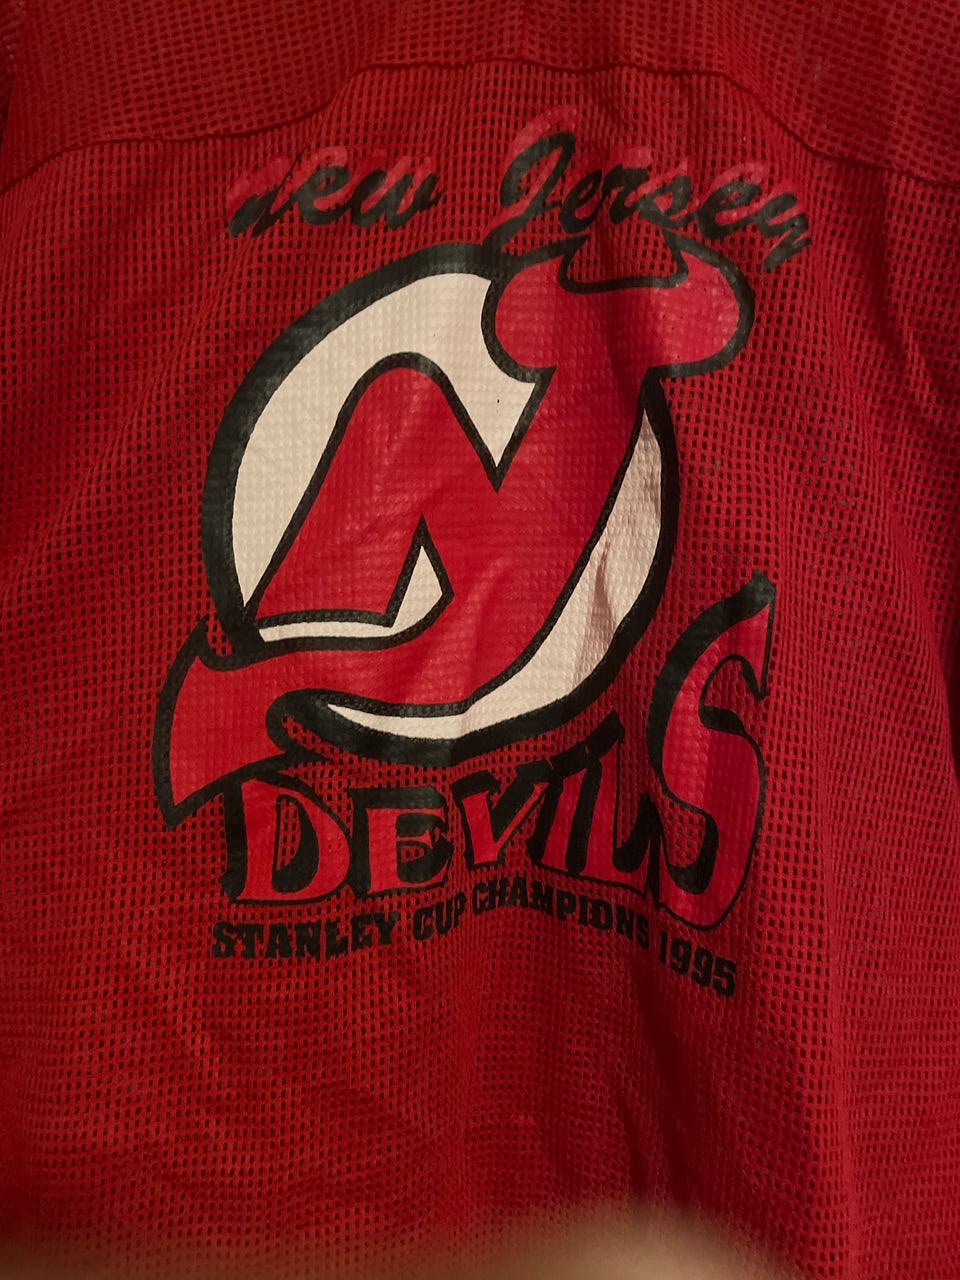 New Jersey
DEVILS
STANLEY CUP CHAMPIONS 1995